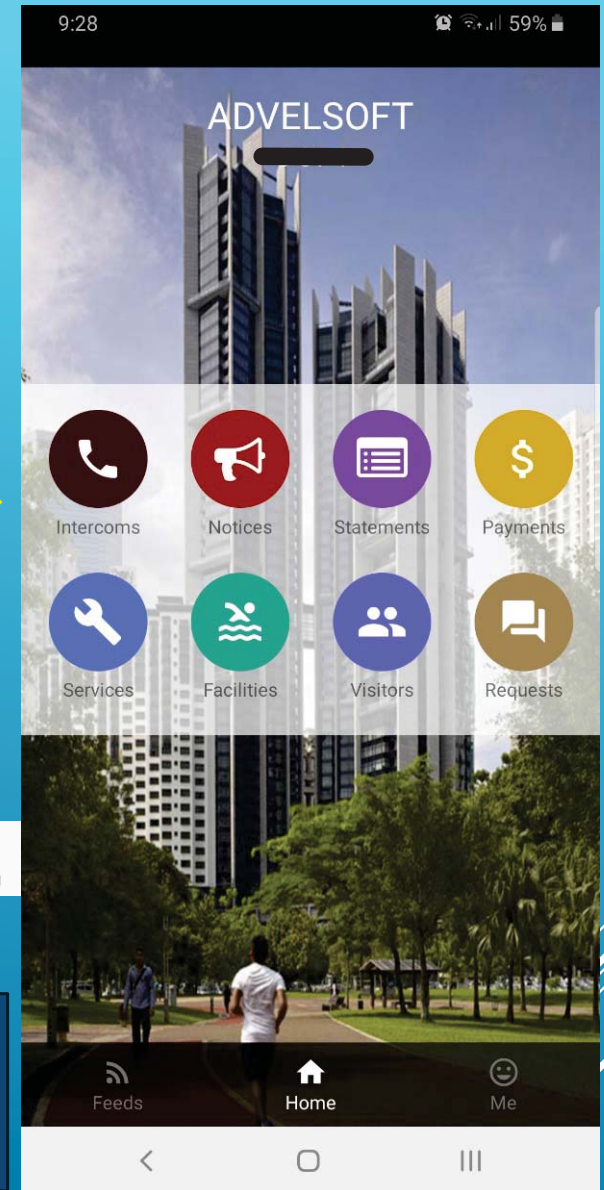 9:28 59%
ADVELSOFT
Intercoms Notices Statements Payments
Services Facilities Visitors Requests
Feeds Home Me